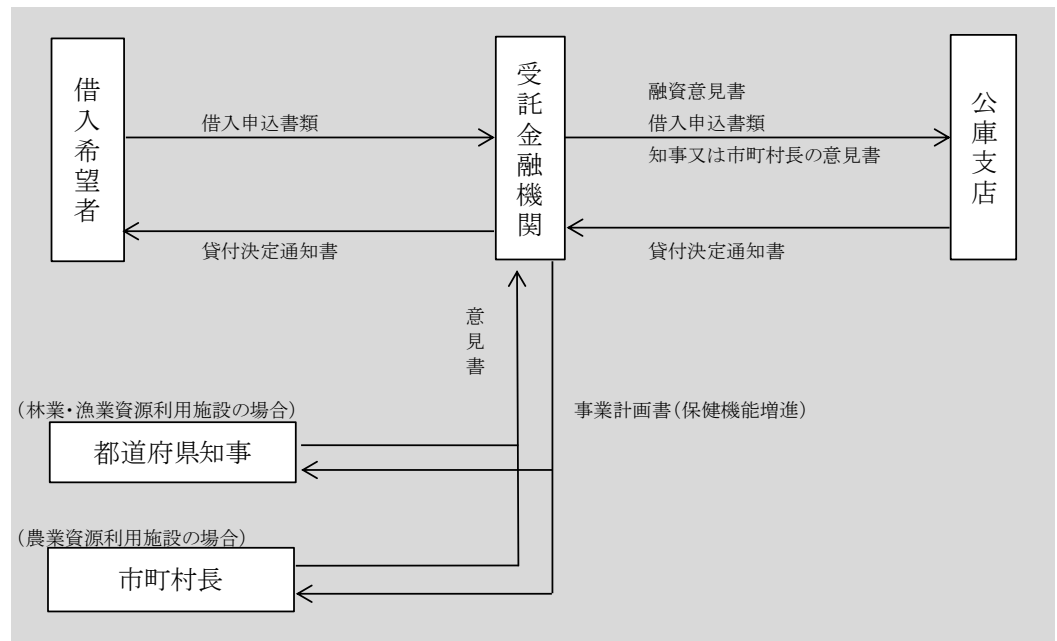 借入希望者
受託金融機関
公庫支店
借入申込書類
融資意見書
借入申込書類
知事又は市町村長の意見書
貸付決定通知書
貸付決定通知書
意見書
事業計画書(保健機能増進)
(林業・漁業資源利用施設の場合)
都道府県知事
(農業資源利用施設の場合)
市町村長